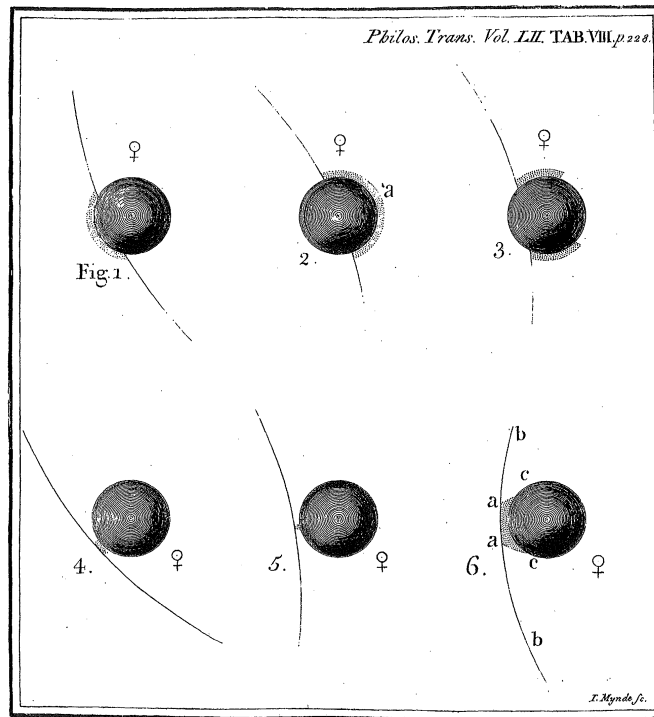 Philos. Trans. Vol. LII. TAB. VIII. p. 228.
♀ ♀ ♀
a
Fig. 1. 2. 3.
b
c
a
a
4. ♀ 5. ♀ 6. c ♀
b
I. Mynde sc.